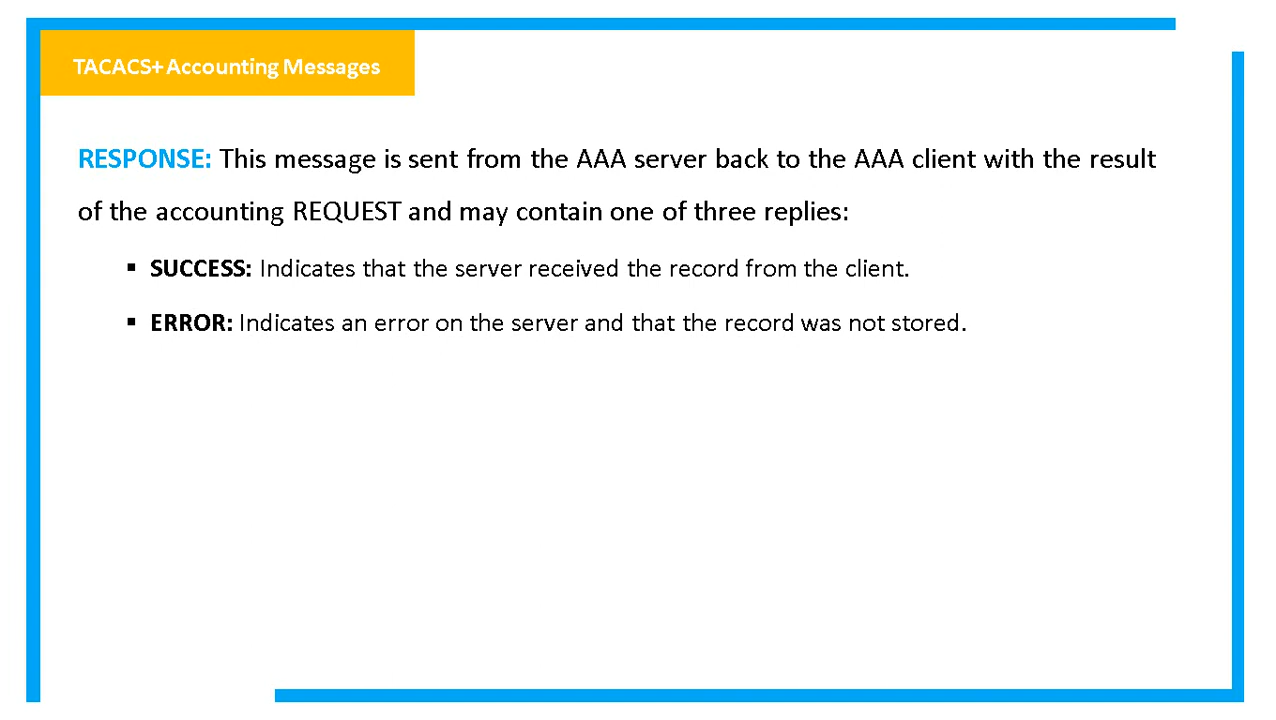 TACACS+ Accounting Messages
RESPONSE: This message is sent from the AAA server back to the AAA client with the result
of the accounting REQUEST and may contain one of three replies:
▪ SUCCESS: Indicates that the server received the record from the client.
▪ ERROR: Indicates an error on the server and that the record was not stored.